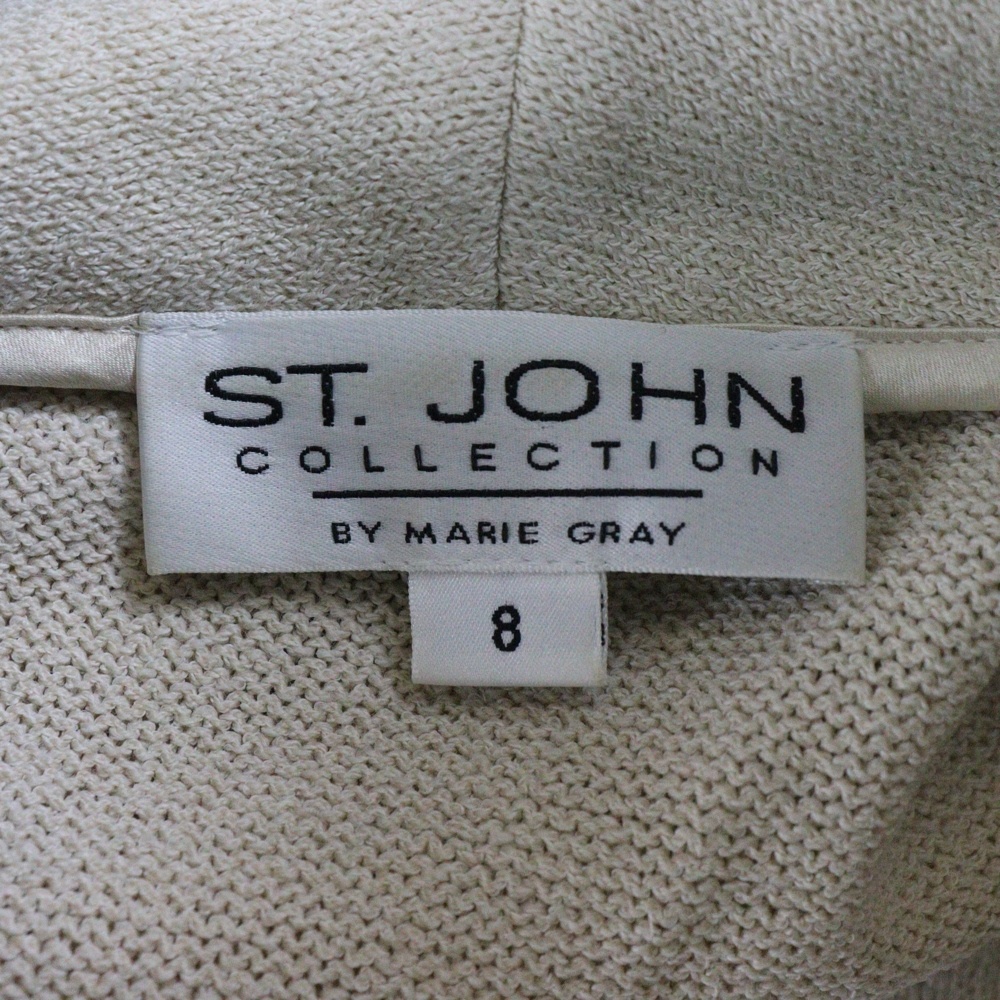 ST. JOHN
COLLECTION
BY MARIE GRAY
8